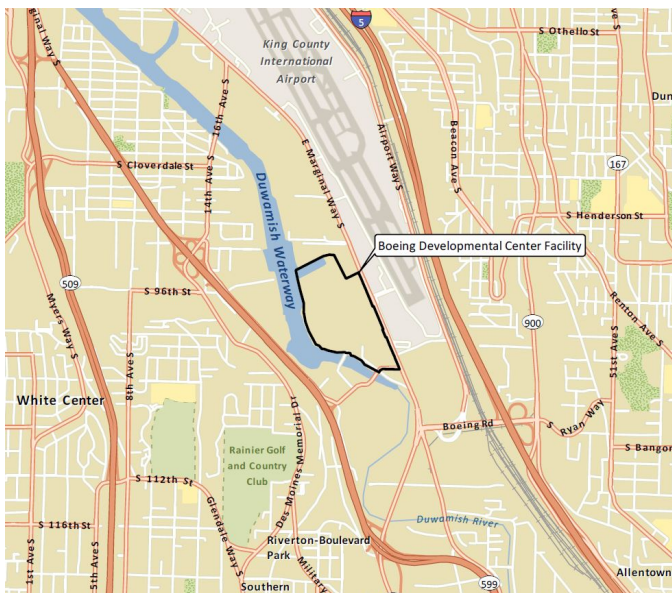 5
S Othello St
King County
International
Airport
ginal Way S
Ave S
Dun
16th Ave S
Airport Way S
Beacon Ave S
167
E Marginal Way S
S Cloverdale St
14th Ave S
Duwamish Waterway
S Henderson St
Boeing Developmental Center Facility
509
Myers Way S
S 96th St
Renton Ave S
51st Ave S
900
8th Ave S
White Center
Des Moines Memorial Dr
Boeing Rd
S Ryan Way
S Bangor
Rainier Golf
and Country
Club
S 112th St
Glendale Way S
Duwamish River
S 116th St
Riverton-Boulevard
Park
1st Ave S
5th Ave S
Military
Southern
599
Allentown